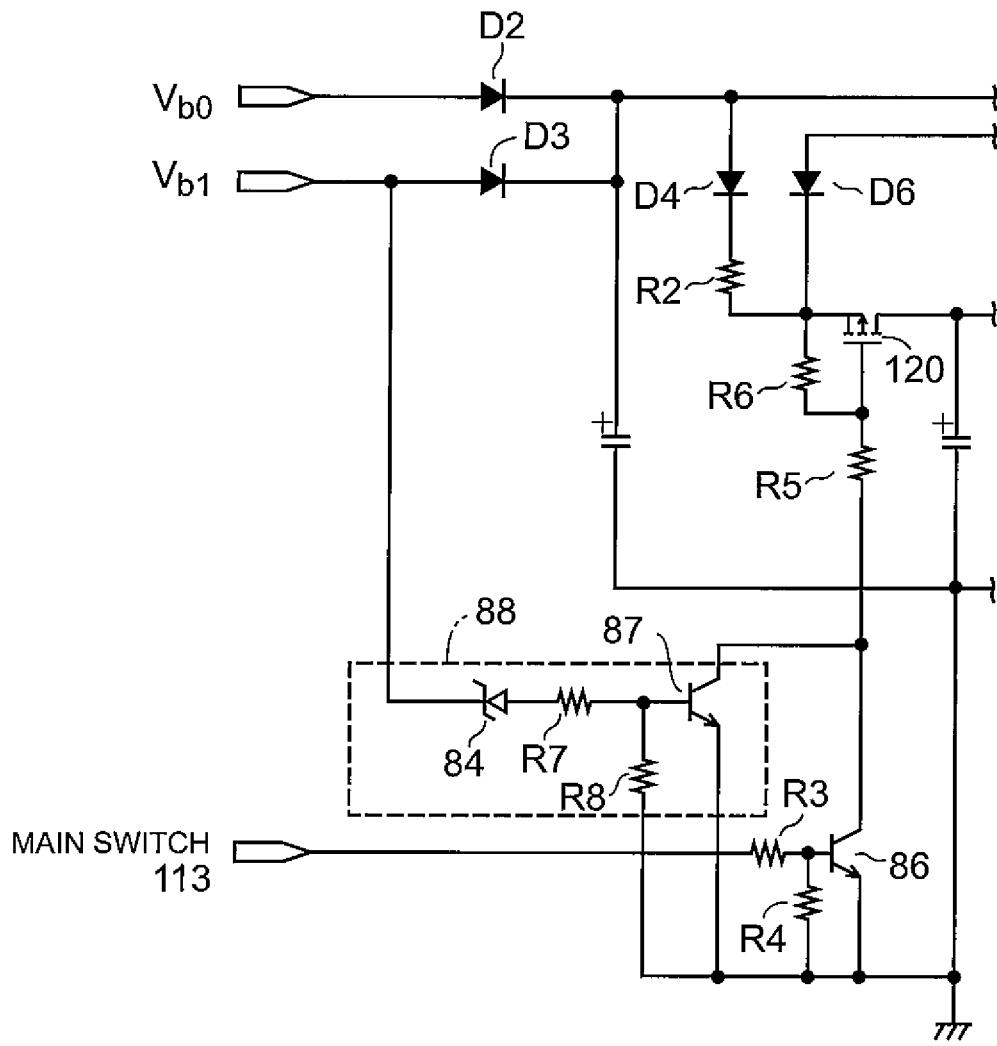 D2
Vb0
D3
Vb1
D4
D6
R2
120
R6
+
+
R5
88
87
84
R7
R8
R3
MAIN SWITCH
113
86
R4